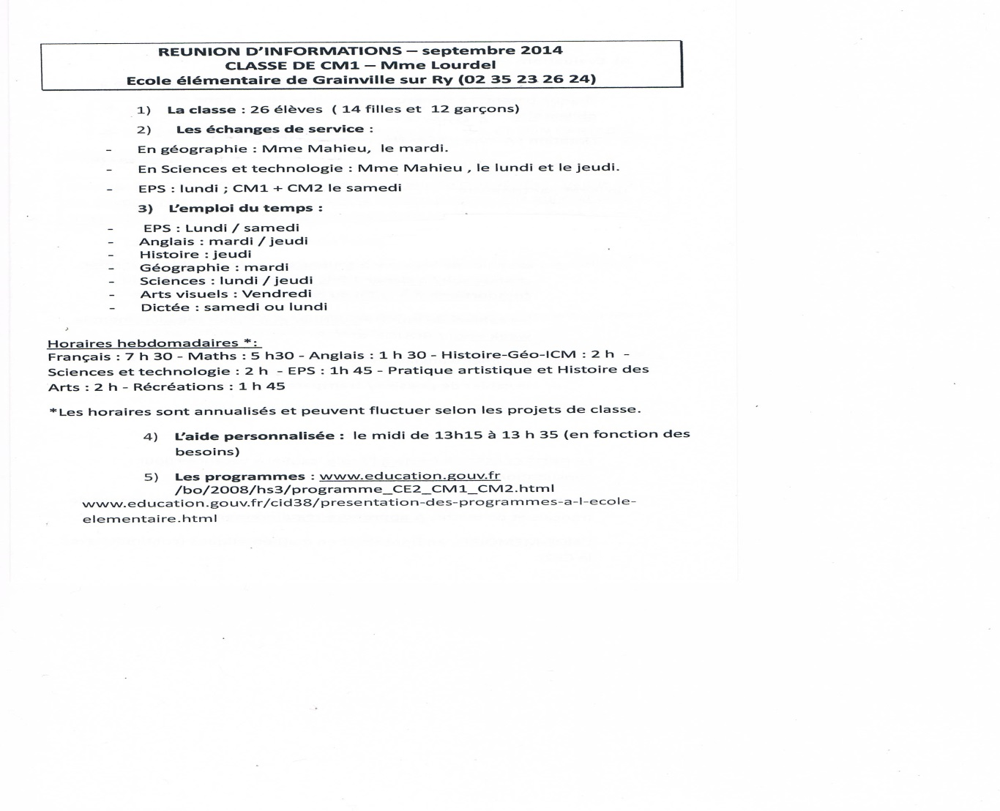 REUNION D'INFORMATIONS – septembre 2014
CLASSE DE CM1 – Mme Lourdel
Ecole élémentaire de Grainville sur Ry (02 35 23 26 24)
1) La classe : 26 élèves ( 14 filles et 12 garçons)
2) Les échanges de service :
- En géographie : Mme Mahieu, le mardi.
- En Sciences et technologie : Mme Mahieu , le lundi et le jeudi.
- EPS : lundi ; CM1 + CM2 le samedi
3) L'emploi du temps :
- EPS : Lundi / samedi
- Anglais : mardi / jeudi
- Histoire : jeudi
- Géographie : mardi
- Sciences : lundi / jeudi
- Arts visuels : Vendredi
- Dictée : samedi ou lundi
Horaires hebdomadaires *:
Français : 7 h 30 - Maths : 5 h30 - Anglais : 1 h 30 - Histoire-Géo-ICM : 2 h -
Sciences et technologie : 2 h - EPS : 1h 45 - Pratique artistique et Histoire des
Arts : 2 h - Récréations : 1 h 45
*Les horaires sont annualisés et peuvent fluctuer selon les projets de classe.
4) L'aide personnalisée : le midi de 13h15 à 13 h 35 (en fonction des
besoins)
5) Les programmes : www.education.gouv.fr
/bo/2008/hs3/programme_CE2_CM1_CM2.html
www.education.gouv.fr/cid38/presentation-des-programmes-a-l-ecole-
elementaire.html